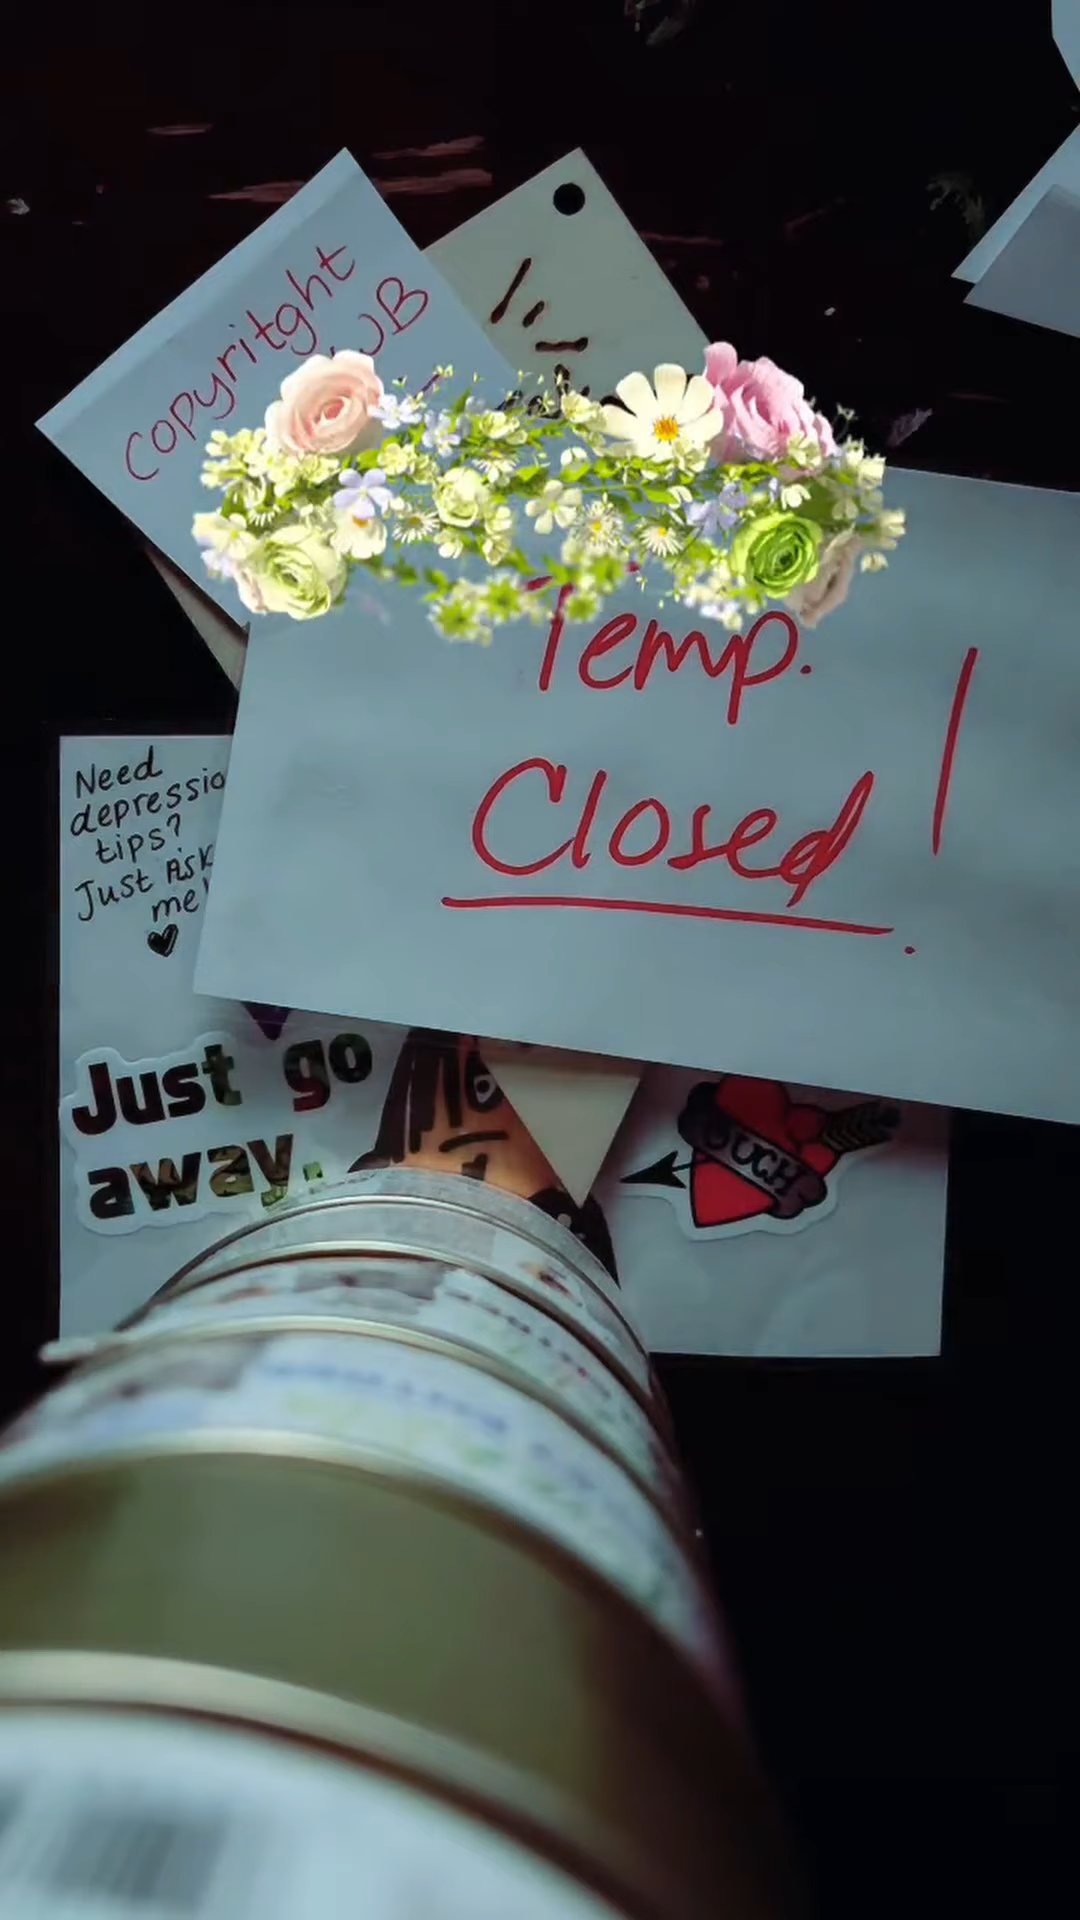 Copyritght
Temp.
Closed!
Need
depressio
tips?
Just Ask
me!
Just go
away.
OUCH